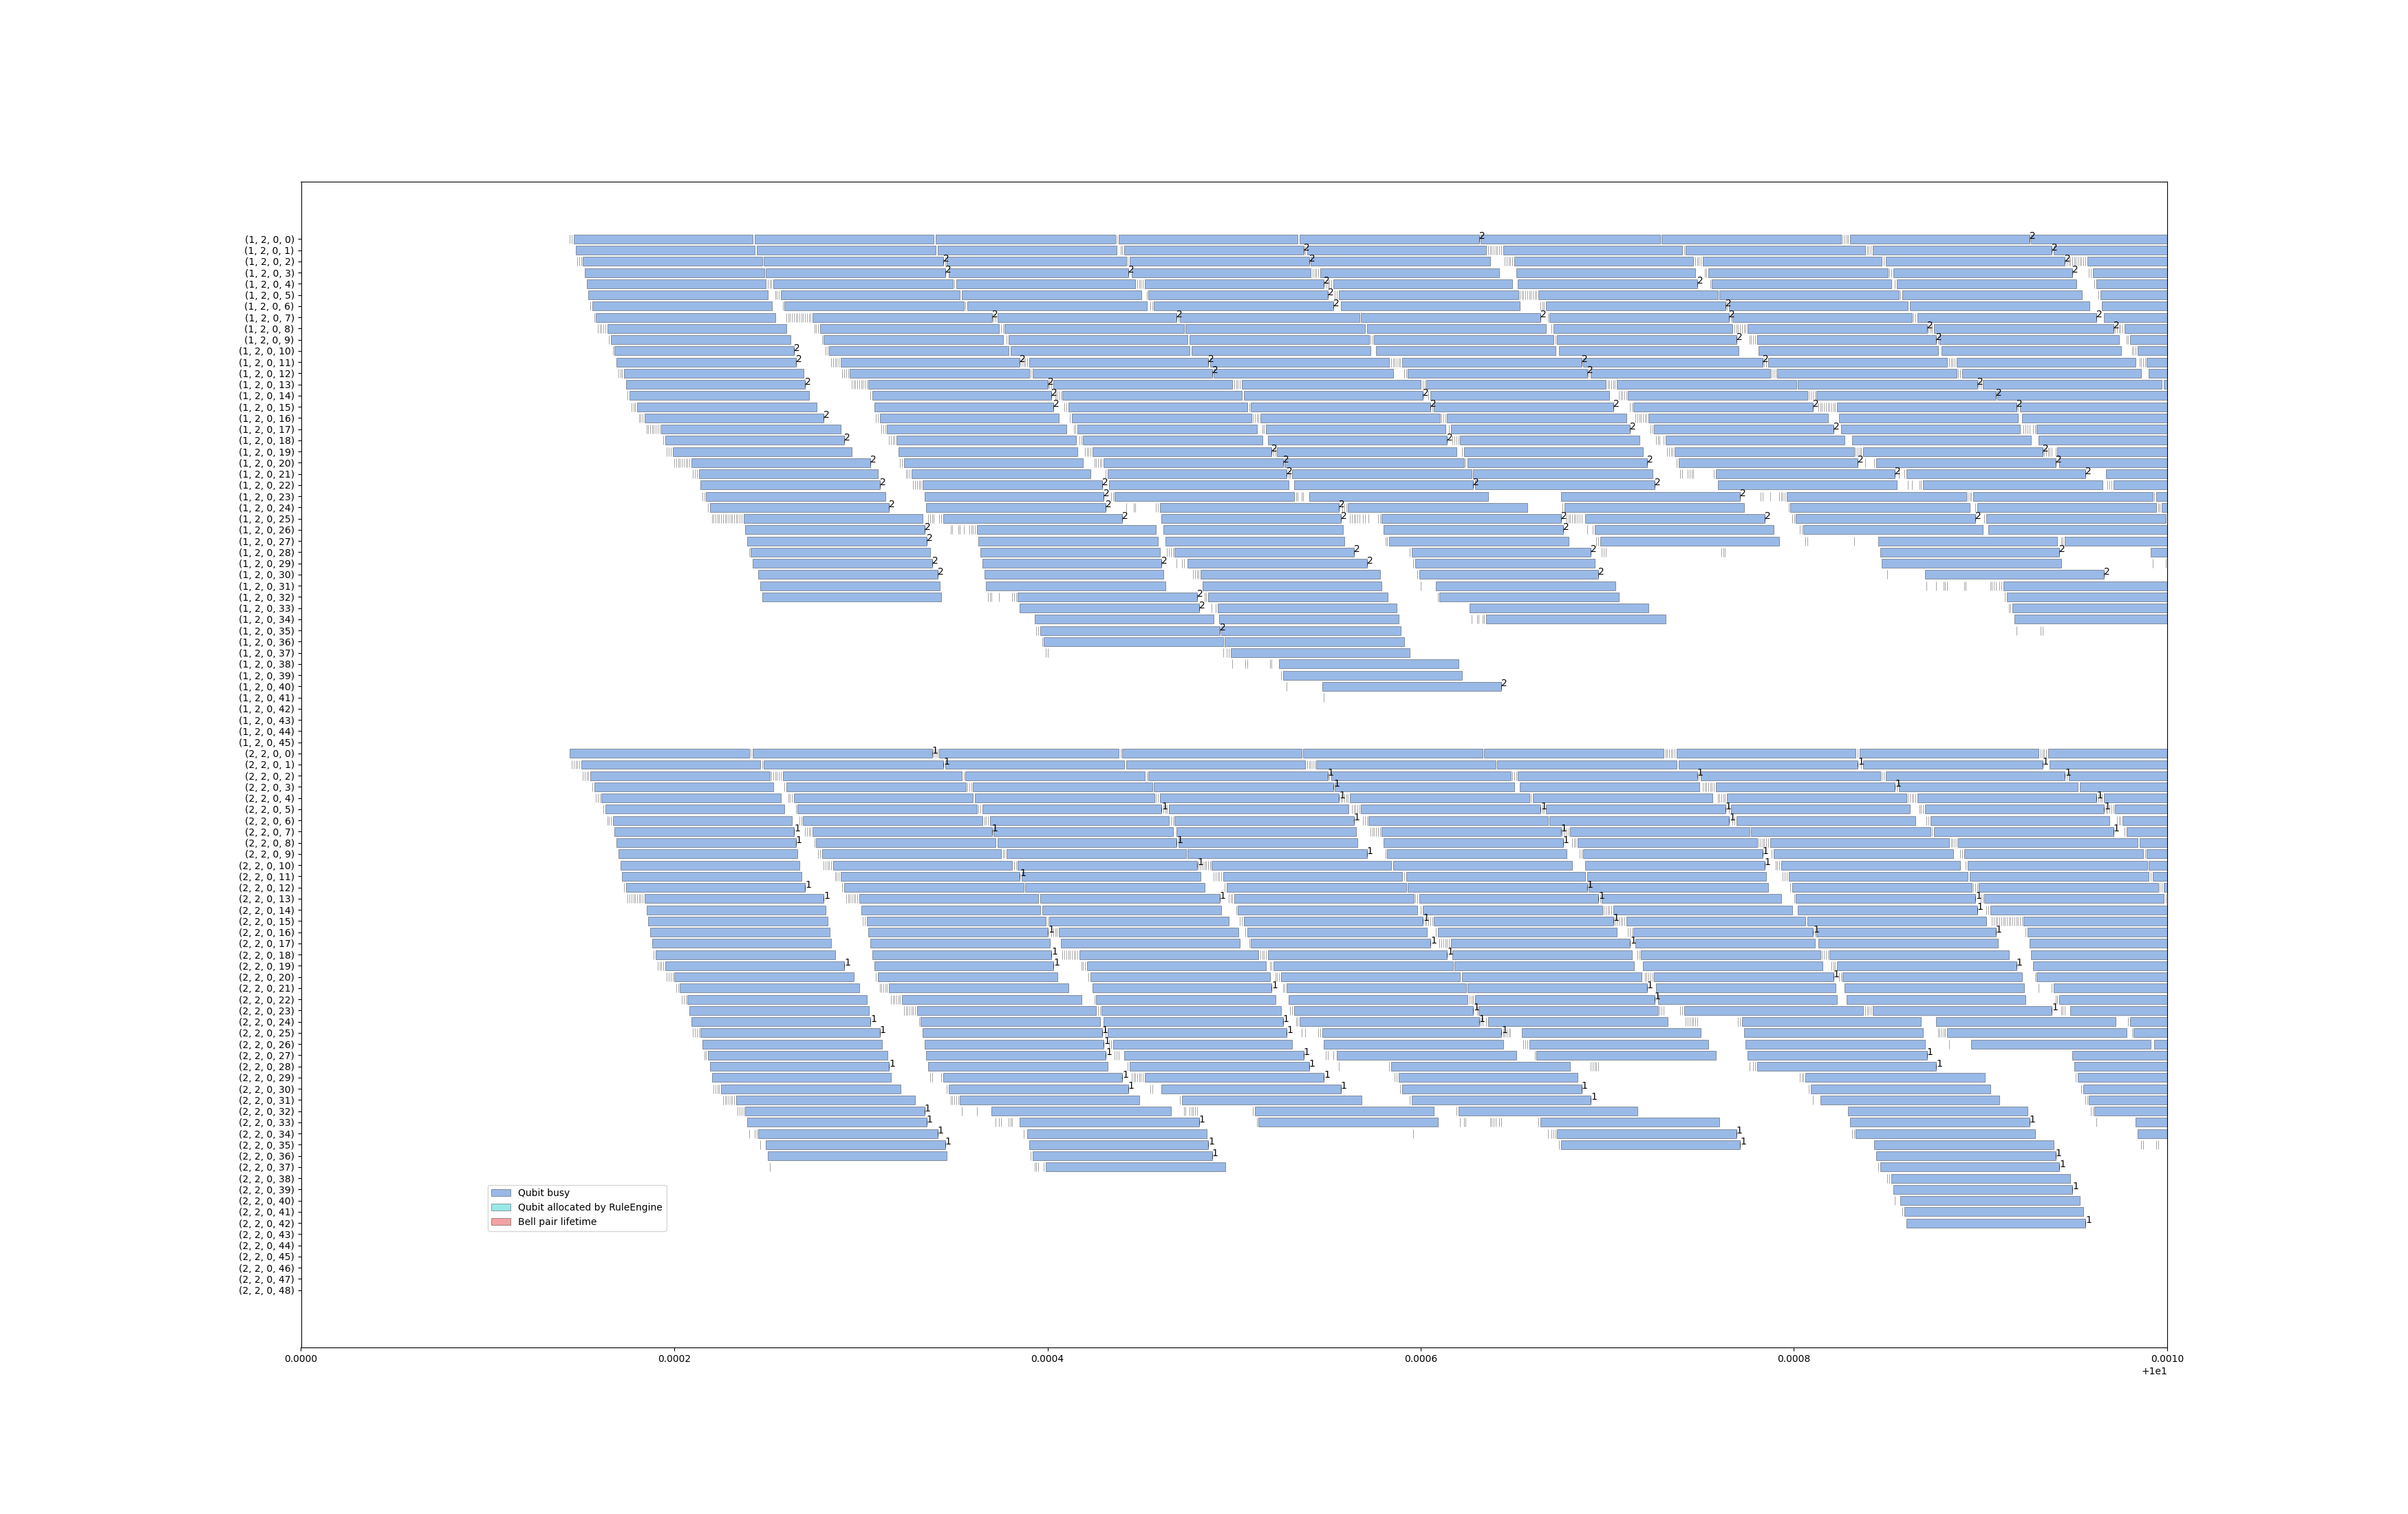 (1, 2, 0, 0)
(1, 2, 0, 1)
(1, 2, 0, 2)
(1, 2, 0, 3)
(1, 2, 0, 4)
(1, 2, 0, 5)
(1, 2, 0, 6)
(1, 2, 0, 7)
(1, 2, 0, 8)
(1, 2, 0, 9)
(1, 2, 0, 10)
(1, 2, 0, 11)
(1, 2, 0, 12)
(1, 2, 0, 13)
(1, 2, 0, 14)
(1, 2, 0, 15)
(1, 2, 0, 16)
(1, 2, 0, 17)
(1, 2, 0, 18)
(1, 2, 0, 19)
(1, 2, 0, 20)
(1, 2, 0, 21)
(1, 2, 0, 22)
(1, 2, 0, 23)
(1, 2, 0, 24)
(1, 2, 0, 25)
(1, 2, 0, 26)
(1, 2, 0, 27)
(1, 2, 0, 28)
(1, 2, 0, 29)
(1, 2, 0, 30)
(1, 2, 0, 31)
(1, 2, 0, 32)
(1, 2, 0, 33)
(1, 2, 0, 34)
(1, 2, 0, 35)
(1, 2, 0, 36)
(1, 2, 0, 37)
(1, 2, 0, 38)
(1, 2, 0, 39)
(1, 2, 0, 40)
(1, 2, 0, 41)
(1, 2, 0, 42)
(1, 2, 0, 43)
(1, 2, 0, 44)
(1, 2, 0, 45)
(2, 2, 0, 0)
(2, 2, 0, 1)
(2, 2, 0, 2)
(2, 2, 0, 3)
(2, 2, 0, 4)
(2, 2, 0, 5)
(2, 2, 0, 6)
(2, 2, 0, 7)
(2, 2, 0, 8)
(2, 2, 0, 9)
(2, 2, 0, 10)
(2, 2, 0, 11)
(2, 2, 0, 12)
(2, 2, 0, 13)
(2, 2, 0, 14)
(2, 2, 0, 15)
(2, 2, 0, 16)
(2, 2, 0, 17)
(2, 2, 0, 18)
(2, 2, 0, 19)
(2, 2, 0, 20)
(2, 2, 0, 21)
(2, 2, 0, 22)
(2, 2, 0, 23)
(2, 2, 0, 24)
(2, 2, 0, 25)
(2, 2, 0, 26)
(2, 2, 0, 27)
(2, 2, 0, 28)
(2, 2, 0, 29)
(2, 2, 0, 30)
(2, 2, 0, 31)
(2, 2, 0, 32)
(2, 2, 0, 33)
(2, 2, 0, 34)
(2, 2, 0, 35)
(2, 2, 0, 36)
(2, 2, 0, 37)
(2, 2, 0, 38)
(2, 2, 0, 39)
(2, 2, 0, 40)
(2, 2, 0, 41)
(2, 2, 0, 42)
(2, 2, 0, 43)
(2, 2, 0, 44)
(2, 2, 0, 45)
(2, 2, 0, 46)
(2, 2, 0, 47)
(2, 2, 0, 48)
Qubit busy
Qubit allocated by RuleEngine
Bell pair lifetime
0.0000 0.0002 0.0004 0.0006 0.0008 0.0010
+1e1